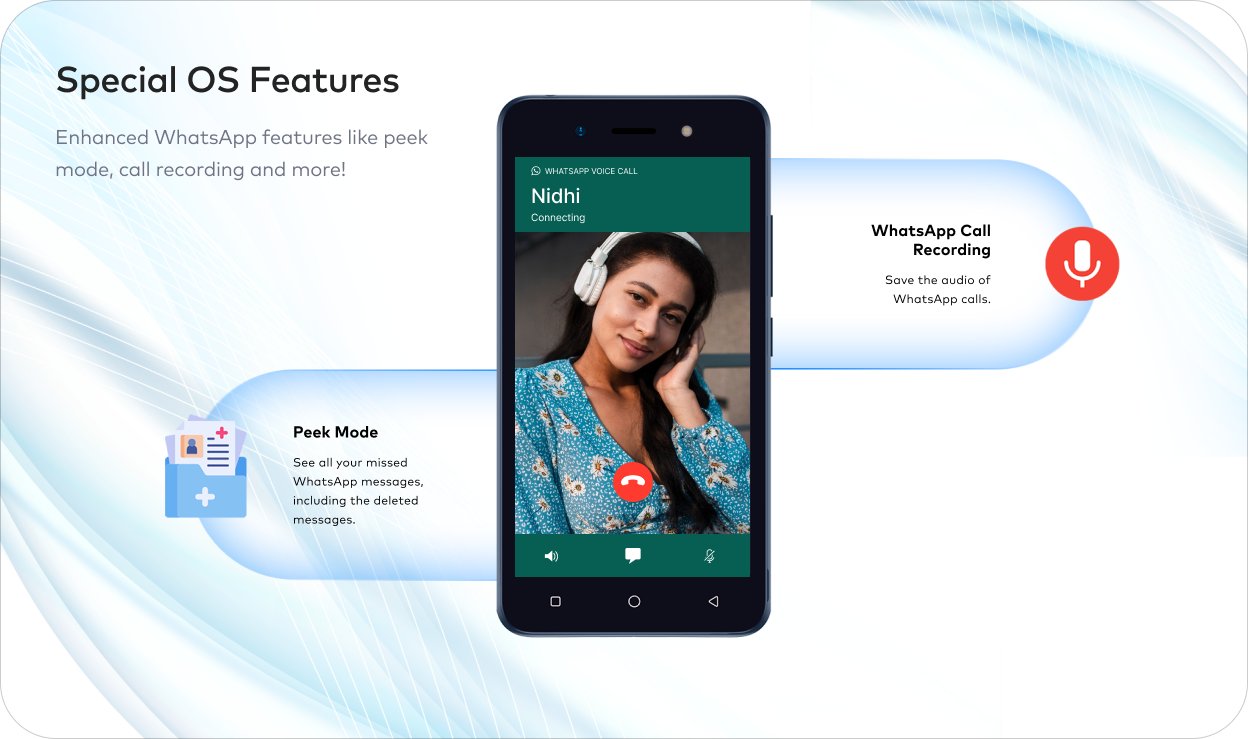 Special OS Features
Enhanced WhatsApp features like peek
mode, call recording and more!
WHATSAPP VOICE CALL
Nidhi
Connecting
WhatsApp Call
Recording
Save the audio of
WhatsApp calls.
Peek Mode
See all your missed
WhatsApp messages,
including the deleted
messages.